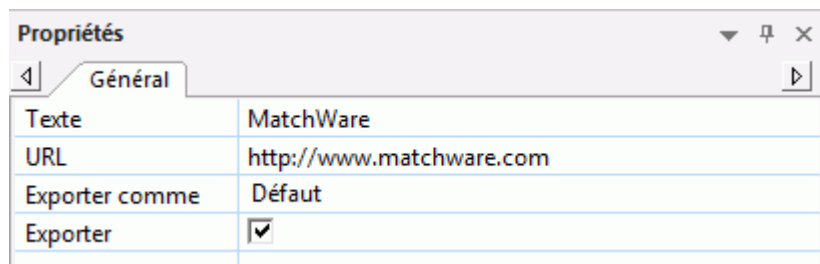 Propriétés
Général
Texte MatchWare
URL http://www.matchware.com
Exporter comme Défaut
Exporter